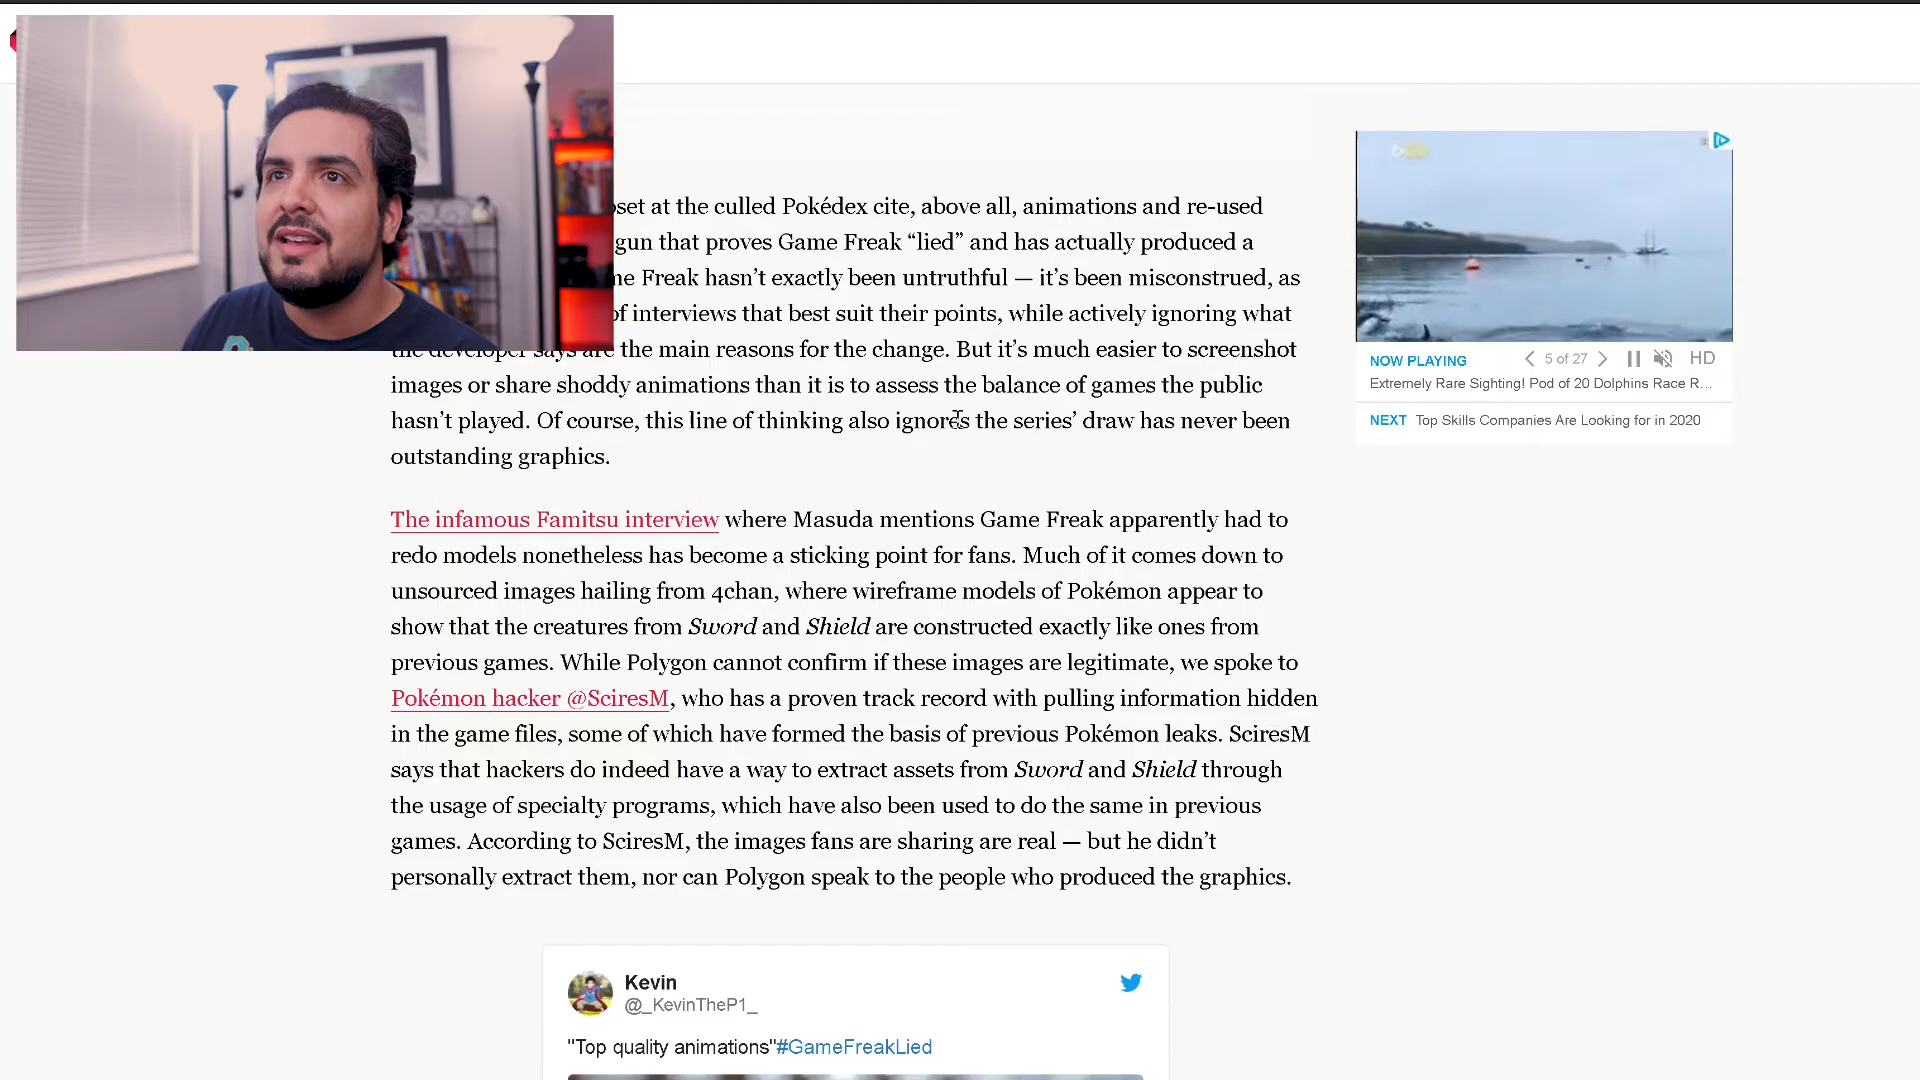 oset at the culled Pokédex cite, above all, animations and re-used
gun that proves Game Freak “lied” and has actually produced a
me Freak hasn’t exactly been untruthful — it’s been misconstrued, as
of interviews that best suit their points, while actively ignoring what
the developer says are the main reasons for the change. But it’s much easier to screenshot
images or share shoddy animations than it is to assess the balance of games the public
hasn’t played. Of course, this line of thinking also ignores the series’ draw has never been
outstanding graphics.
The infamous Famitsu interview where Masuda mentions Game Freak apparently had to
redo models nonetheless has become a sticking point for fans. Much of it comes down to
unsourced images hailing from 4chan, where wireframe models of Pokémon appear to
show that the creatures from Sword and Shield are constructed exactly like ones from
previous games. While Polygon cannot confirm if these images are legitimate, we spoke to
Pokémon hacker @SciresM, who has a proven track record with pulling information hidden
in the game files, some of which have formed the basis of previous Pokémon leaks. SciresM
says that hackers do indeed have a way to extract assets from Sword and Shield through
the usage of specialty programs, which have also been used to do the same in previous
games. According to SciresM, the images fans are sharing are real — but he didn’t
personally extract them, nor can Polygon speak to the people who produced the graphics.
Kevin
@_KevinTheP1_
"Top quality animations"#GameFreakLied
NOW PLAYING
5 of 27
HD
Extremely Rare Sighting! Pod of 20 Dolphins Race R...
NEXT Top Skills Companies Are Looking for in 2020